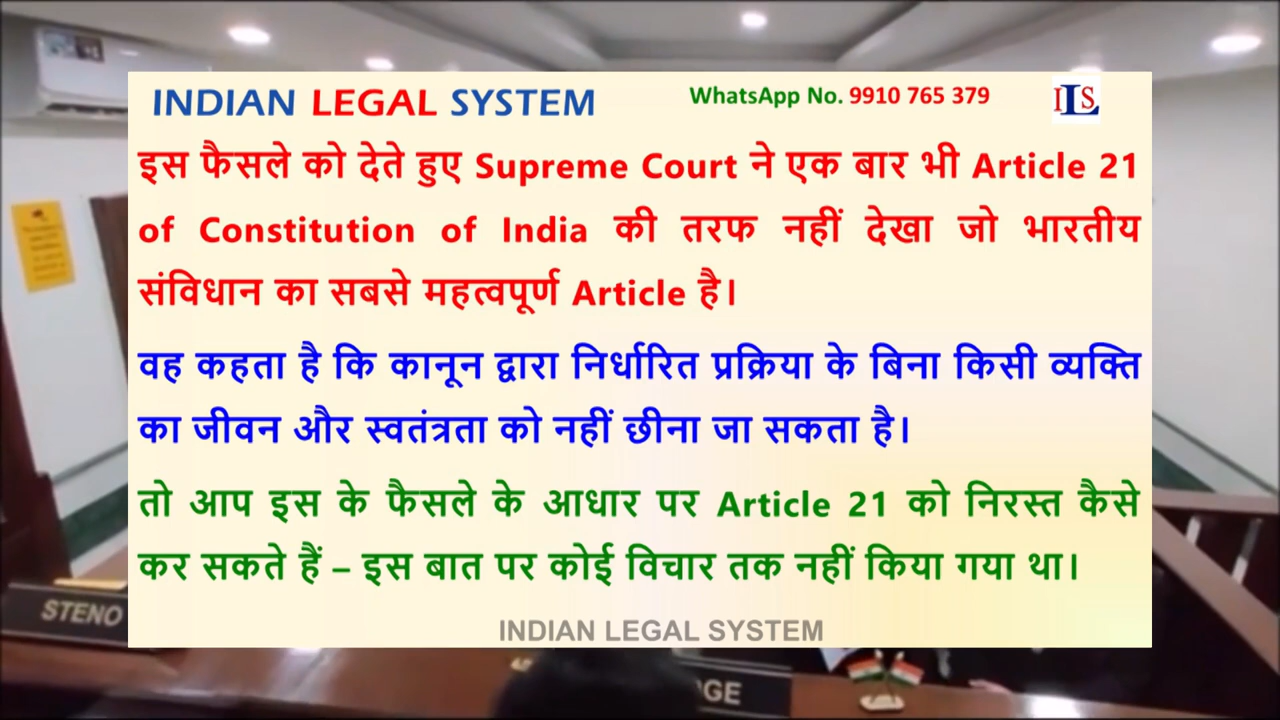 INDIAN LEGAL SYSTEM
WhatsApp No. 9910 765 379
ILS
इस फैसले को देते हुए Supreme Court ने एक बार भी Article 21
of Constitution of India की तरफ नहीं देखा जो भारतीय
संविधान का सबसे महत्वपूर्ण Article है।
वह कहता है कि कानून द्वारा निर्धारित प्रक्रिया के बिना किसी व्यक्ति
का जीवन और स्वतंत्रता को नहीं छीना जा सकता है।
तो आप इस के फैसले के आधार पर Article 21 को निरस्त कैसे
कर सकते हैं – इस बात पर कोई विचार तक नहीं किया गया था।
STENO
INDIAN LEGAL SYSTEM